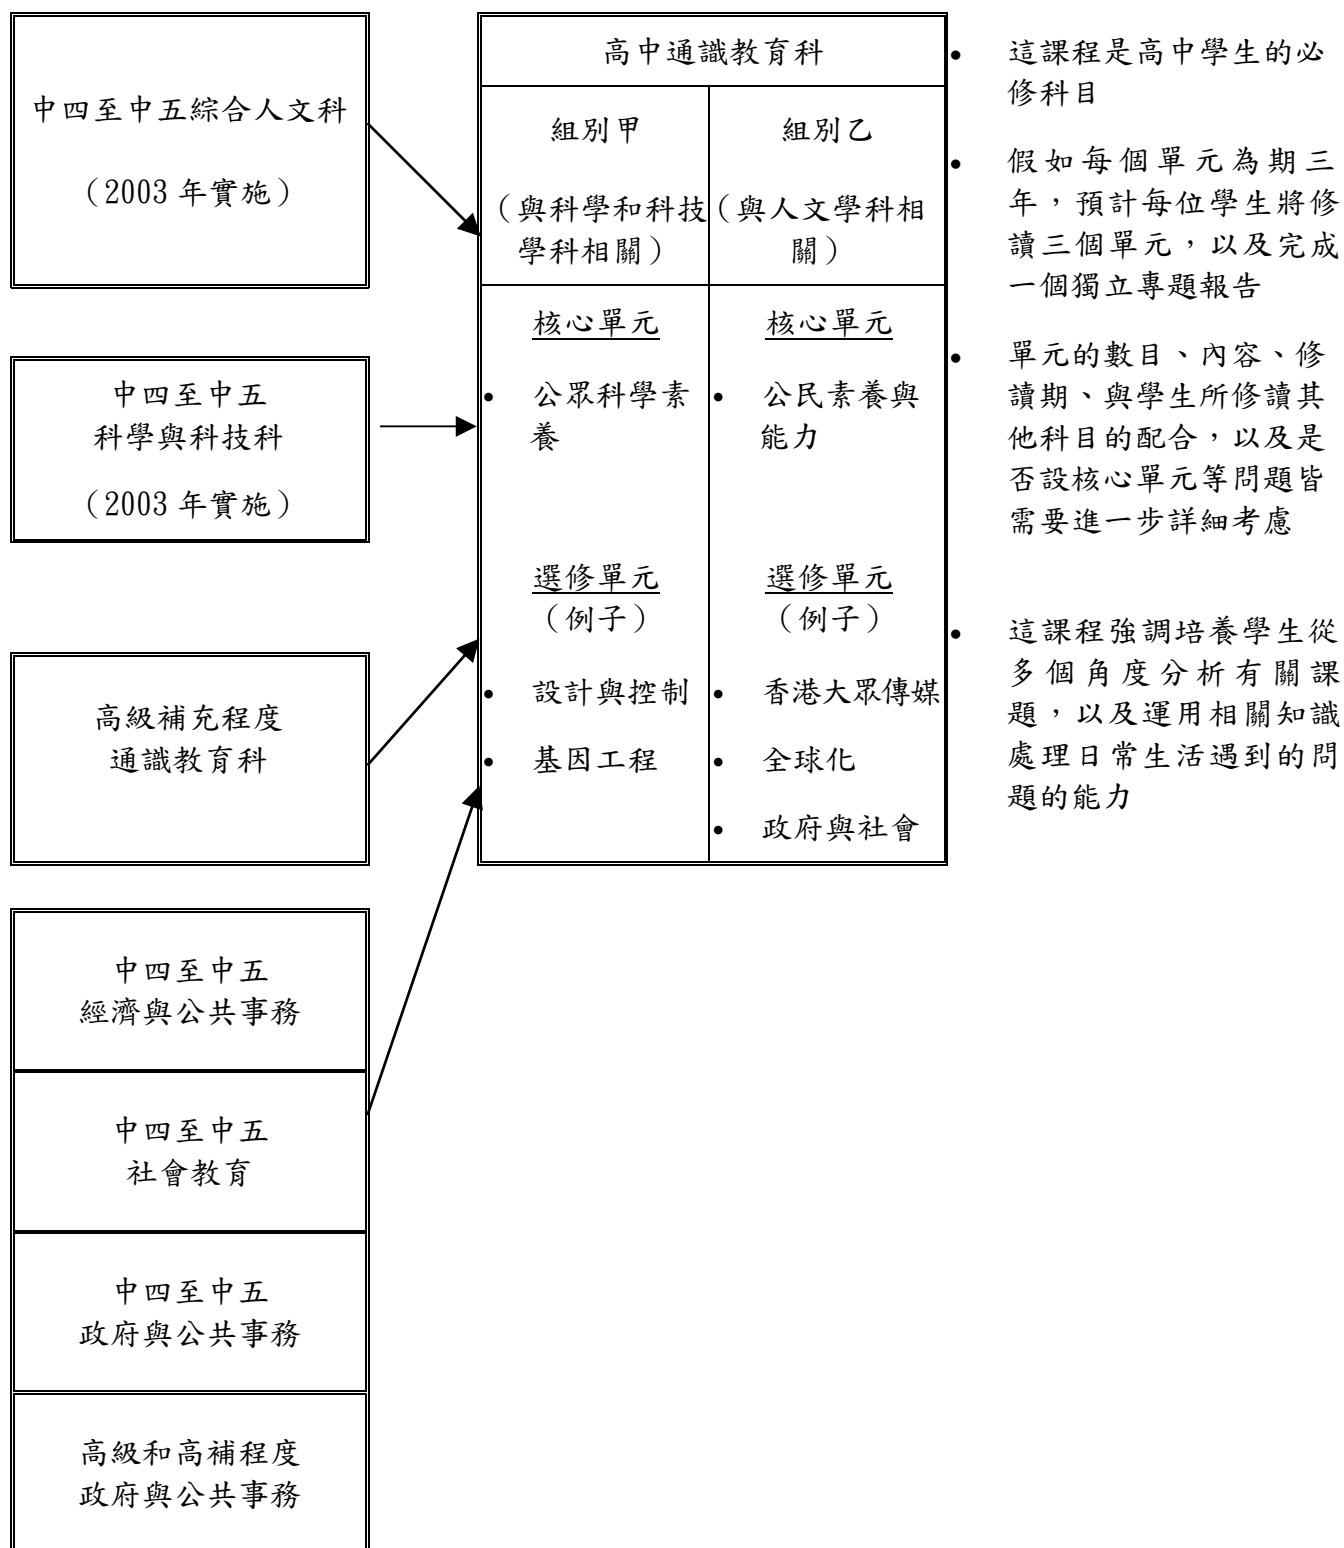 中四至中五綜合人文科
（2003 年實施）
中四至中五
科學與科技科
（2003 年實施）
高級補充程度
通識教育科
中四至中五
經濟與公共事務
中四至中五
社會教育
中四至中五
政府與公共事務
高級和高補程度
政府與公共事務
高中通識教育科
組別甲
（與科學和科技
學科相關）
組別乙
（與人文學科相
關）
核心單元
• 公眾科學素
養
選修單元
（例子）
• 設計與控制
• 基因工程
核心單元
• 公民素養與
能力
選修單元
（例子）
• 香港大眾傳媒
• 全球化
• 政府與社會
• 這課程是高中學生的必
修科目
• 假如每個單元為期三
年，預計每位學生將修
讀三個單元，以及完成
一個獨立專題報告
• 單元的數目、內容、修
讀期、與學生所修讀其
他科目的配合，以及是
否設核心單元等問題皆
需要進一步詳細考慮
• 這課程強調培養學生從
多個角度分析有關課
題，以及運用相關知識
處理日常生活遇到的問
題的能力